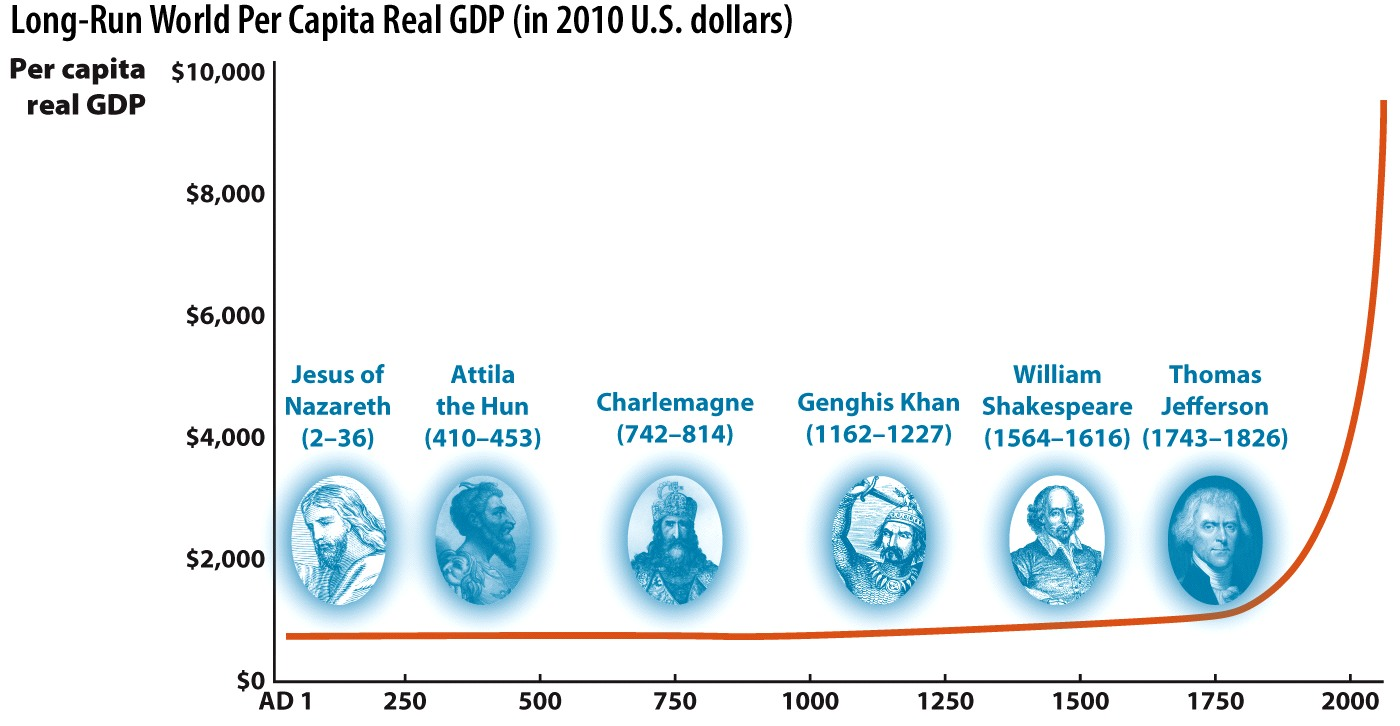 Long-Run World Per Capita Real GDP (in 2010 U.S. dollars)
Per capita
real GDP
$10,000
$8,000
$6,000
$4,000
$2,000
$0
Jesus of
Nazareth
(2–36)
Attila
the Hun
(410–453)
Charlemagne
(742–814)
Genghis Khan
(1162–1227)
William
Shakespeare
(1564–1616)
Thomas
Jefferson
(1743–1826)
AD 1 250 500 750 1000 1250 1500 1750 2000